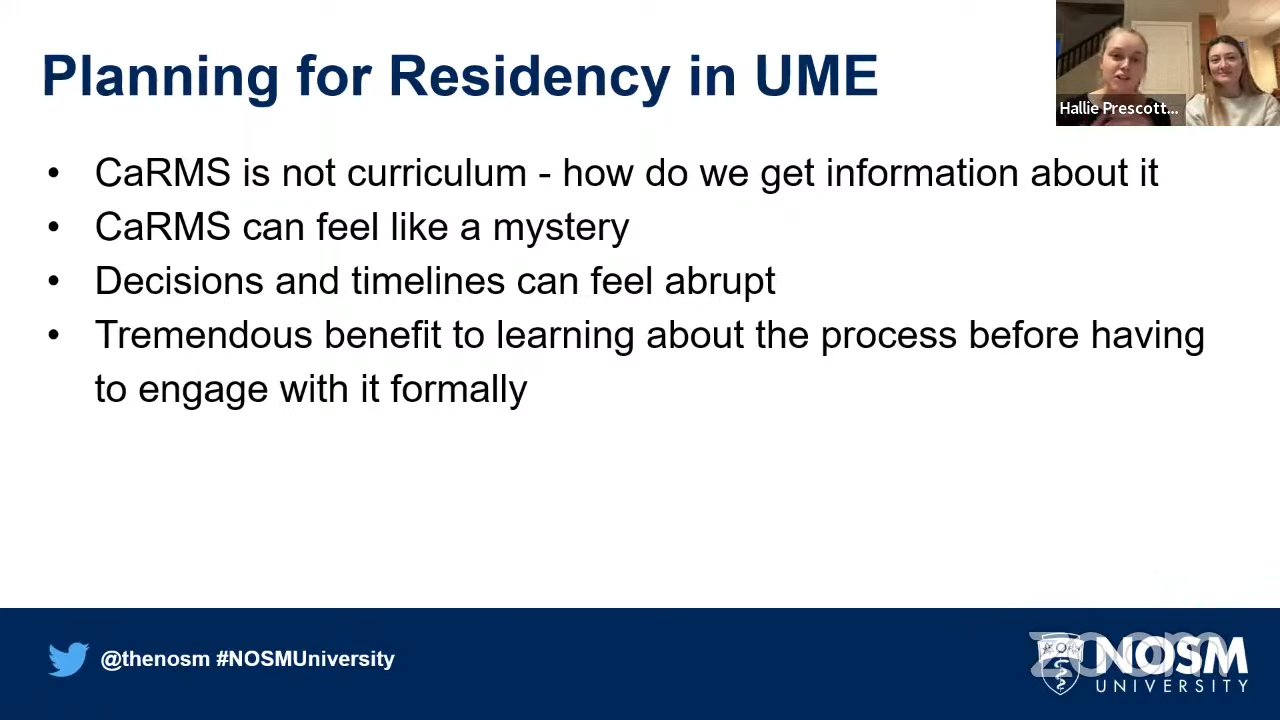 Planning for Residency in UME
Hallie Prescott...
• CaRMS is not curriculum - how do we get information about it
• CaRMS can feel like a mystery
• Decisions and timelines can feel abrupt
• Tremendous benefit to learning about the process before having
to engage with it formally
@thenosm #NOSMUniversity
zoom
NOSM
UNIVERSITY